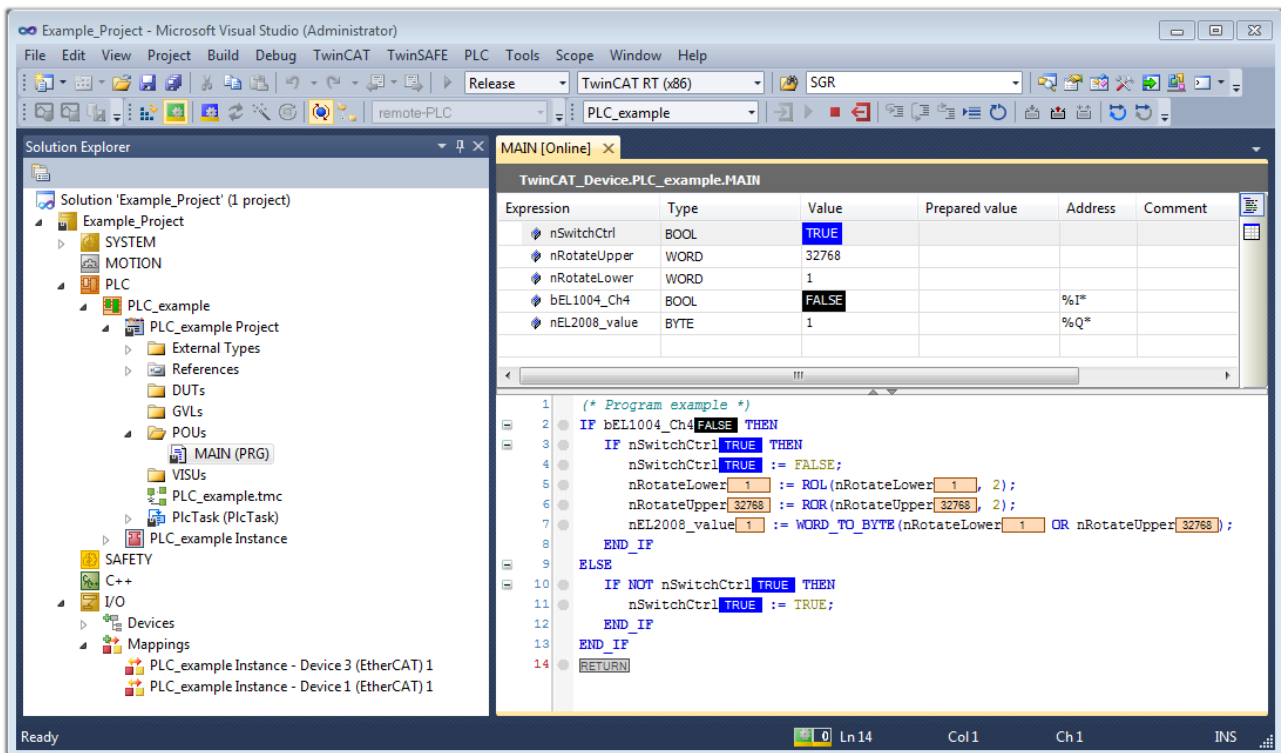 Example_Project - Microsoft Visual Studio (Administrator)
File Edit View Project Build Debug TwinCAT TwinSAFE PLC Tools Scope Window Help
Release TwinCAT RT (x86) SGR
remote-PLC PLC_example
Solution Explorer
MAIN [Online]
Solution 'Example_Project' (1 project)
Example_Project
SYSTEM
MOTION
PLC
PLC_example
PLC_example Project
External Types
References
DUTs
GVLs
POUs
MAIN (PRG)
VISUs
PLC_example.tmc
PlcTask (PlcTask)
PLC_example Instance
SAFETY
C++
I/O
Devices
Mappings
PLC_example Instance - Device 3 (EtherCAT) 1
PLC_example Instance - Device 1 (EtherCAT) 1
TwinCAT_Device.PLC_example.MAIN
Expression Type Value Prepared value Address Comment
nSwitchCtrl BOOL TRUE
nRotateUpper WORD 32768
nRotateLower WORD 1
bEL1004_Ch4 BOOL FALSE %I*
nEL2008_value BYTE 1 %Q*
1 (* Program example *)
2 IF bEL1004_Ch4 FALSE THEN
3 IF nSwitchCtrl TRUE THEN
4 nSwitchCtrl TRUE := FALSE;
5 nRotateLower 1 := ROL(nRotateLower 1 , 2);
6 nRotateUpper 32768 := ROR(nRotateUpper 32768 , 2);
7 nEL2008_value 1 := WORD_TO_BYTE(nRotateLower 1 OR nRotateUpper 32768 );
8 END_IF
9 ELSE
10 IF NOT nSwitchCtrl TRUE THEN
11 nSwitchCtrl TRUE := TRUE;
12 END_IF
13 END_IF
14 RETURN
Ready 0 Ln 14 Col 1 Ch 1 INS